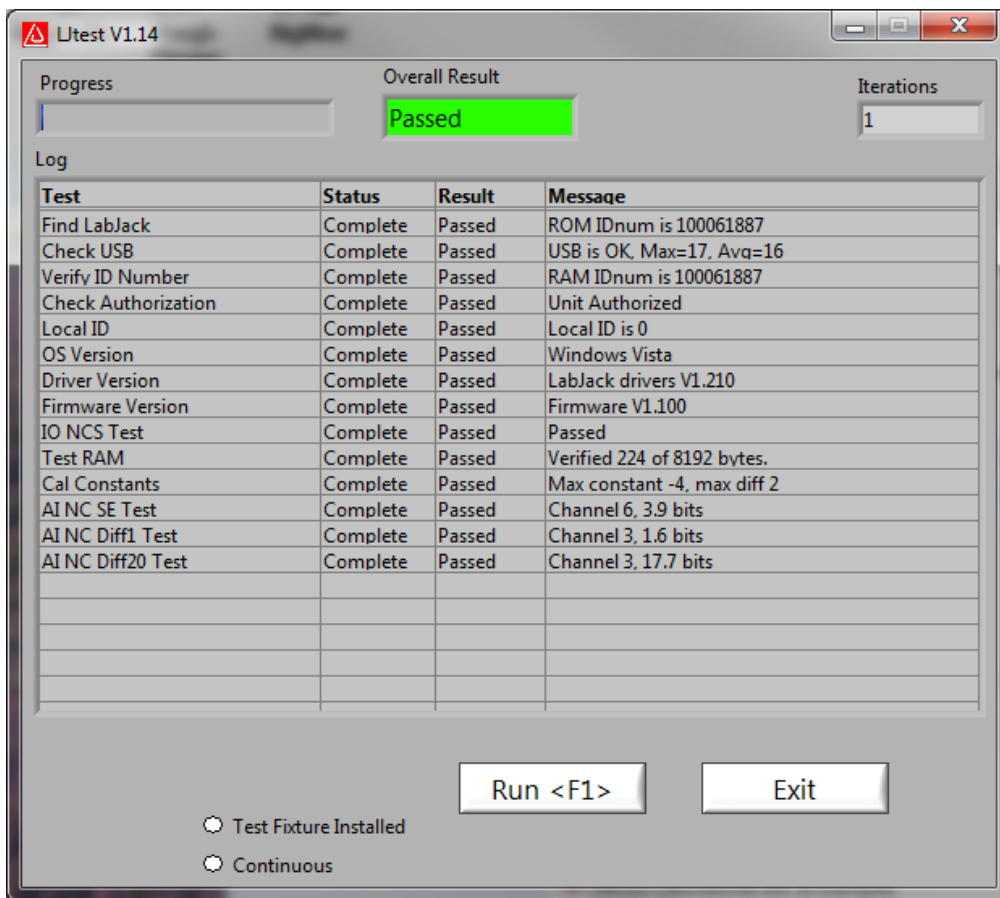 LJtest V1.14
Progress
Overall Result
Iterations
Passed
1
Log
Test Status Result Message
Find LabJack Complete Passed ROM IDnum is 100061887
Check USB Complete Passed USB is OK, Max=17, Avg=16
Verify ID Number Complete Passed RAM IDnum is 100061887
Check Authorization Complete Passed Unit Authorized
Local ID Complete Passed Local ID is 0
OS Version Complete Passed Windows Vista
Driver Version Complete Passed LabJack drivers V1.210
Firmware Version Complete Passed Firmware V1.100
IO NCS Test Complete Passed Passed
Test RAM Complete Passed Verified 224 of 8192 bytes.
Cal Constants Complete Passed Max constant -4, max diff 2
AI NC SE Test Complete Passed Channel 6, 3.9 bits
AI NC Diff1 Test Complete Passed Channel 3, 1.6 bits
AI NC Diff20 Test Complete Passed Channel 3, 17.7 bits
Run <F1>
Exit
Test Fixture Installed
Continuous